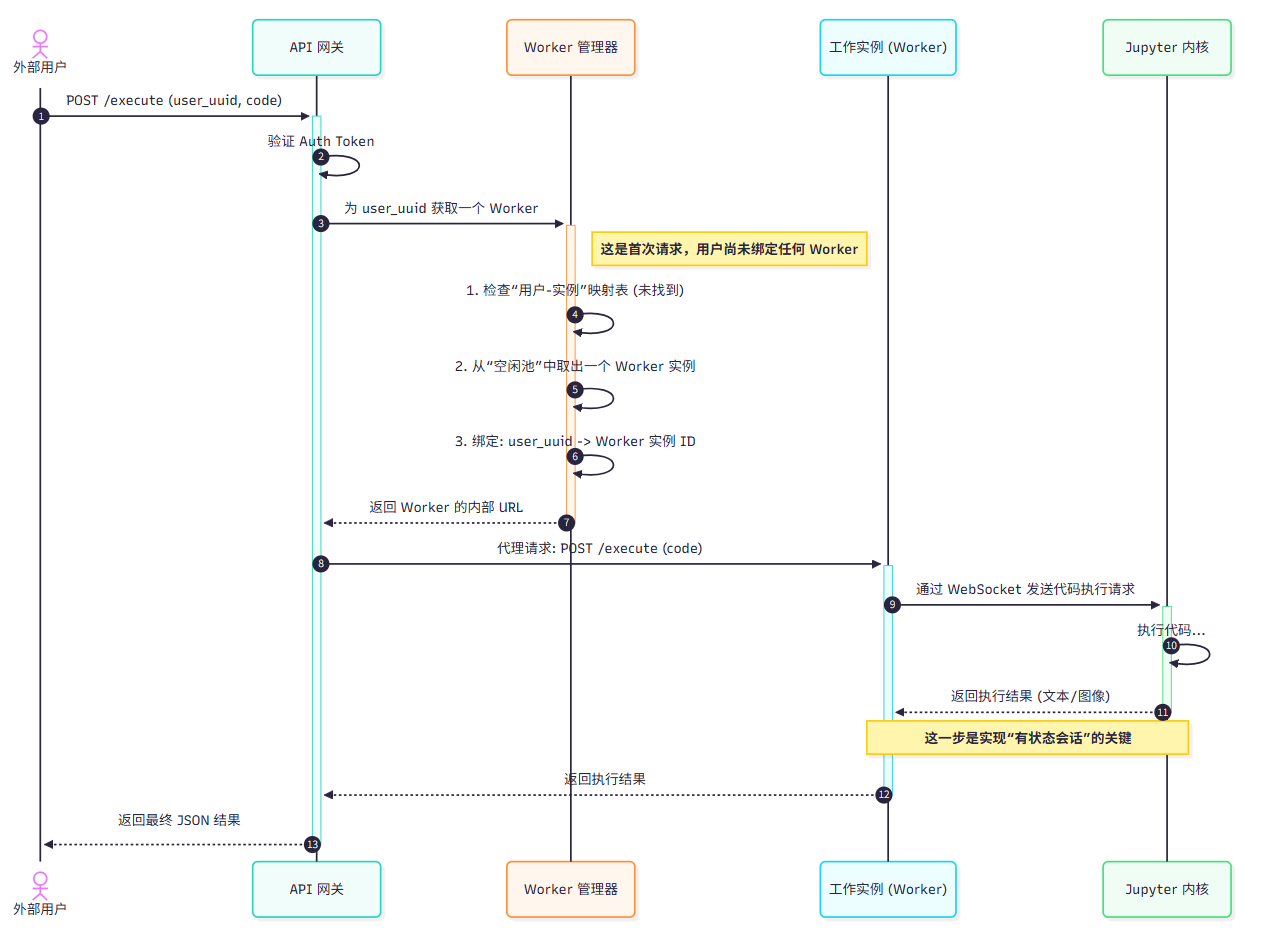 外部用户
API 网关
Worker 管理器
工作实例 (Worker)
Jupyter 内核
POST /execute (user_uuid, code)
1
验证 Auth Token
2
为 user_uuid 获取一个 Worker
3
这是首次请求，用户尚未绑定任何 Worker
1. 检查“用户-实例”映射表 (未找到)
4
2. 从“空闲池”中取出一个 Worker 实例
5
3. 绑定: user_uuid -> Worker 实例 ID
6
返回 Worker 的内部 URL
7
代理请求: POST /execute (code)
8
通过 WebSocket 发送代码执行请求
9
执行代码...
10
返回执行结果 (文本/图像)
11
这一步是实现“有状态会话”的关键
返回执行结果
12
返回最终 JSON 结果
13
外部用户
API 网关
Worker 管理器
工作实例 (Worker)
Jupyter 内核